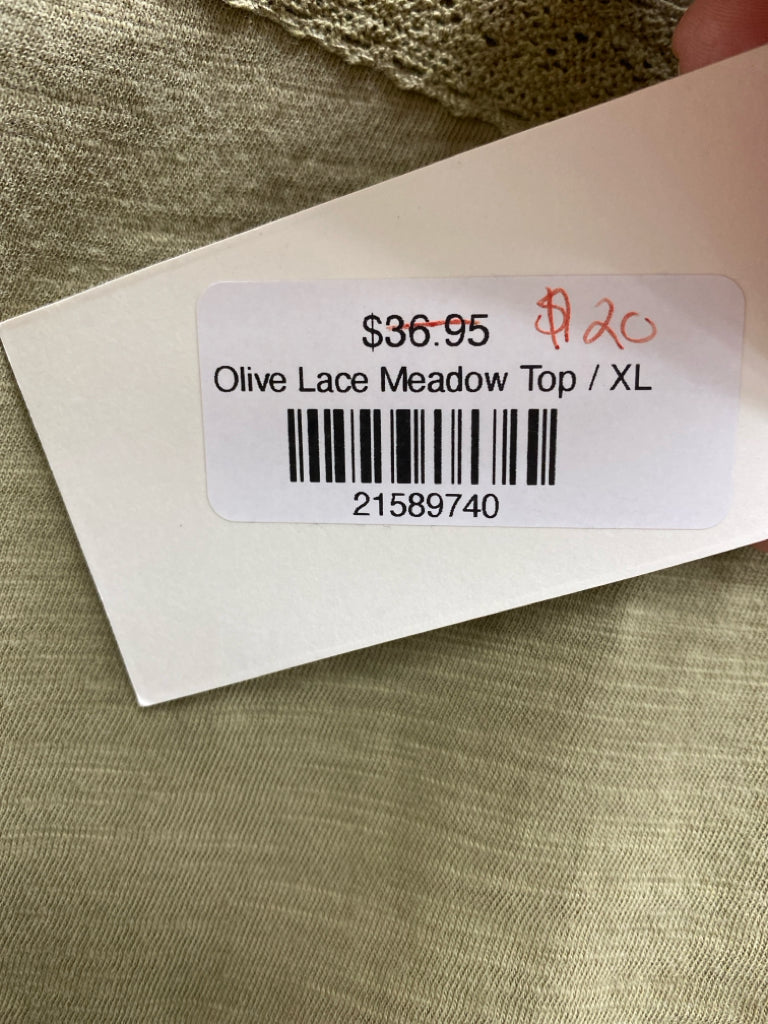 $36.95 $20
Olive Lace Meadow Top / XL
21589740